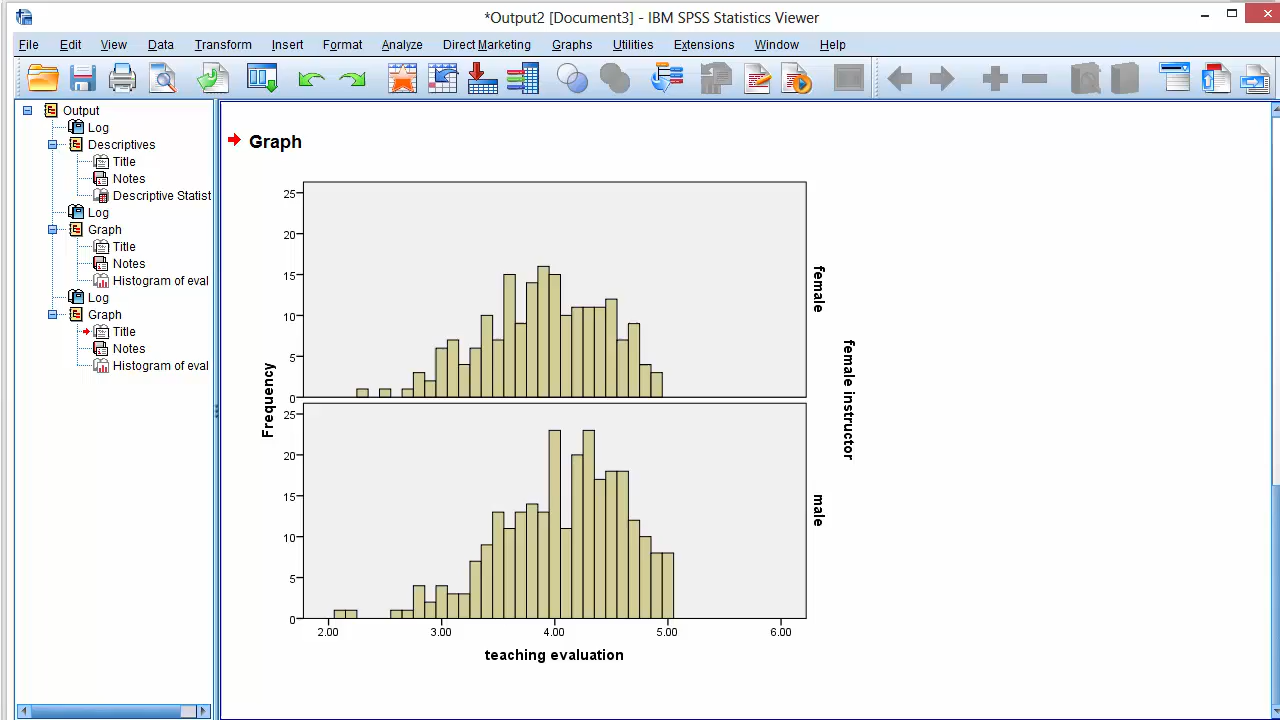 *Output2 [Document3] - IBM SPSS Statistics Viewer
File Edit View Data Transform Insert Format Analyze Direct Marketing Graphs Utilities Extensions Window Help
Output
Log
Descriptives
Title
Notes
Descriptive Statist
Log
Graph
Title
Notes
Histogram of eval
Log
Graph
Title
Notes
Histogram of eval
Graph
25
20
15
10
5
0
female
25
20
15
10
5
0
male
Frequency
female instructor
2.00 3.00 4.00 5.00 6.00
teaching evaluation